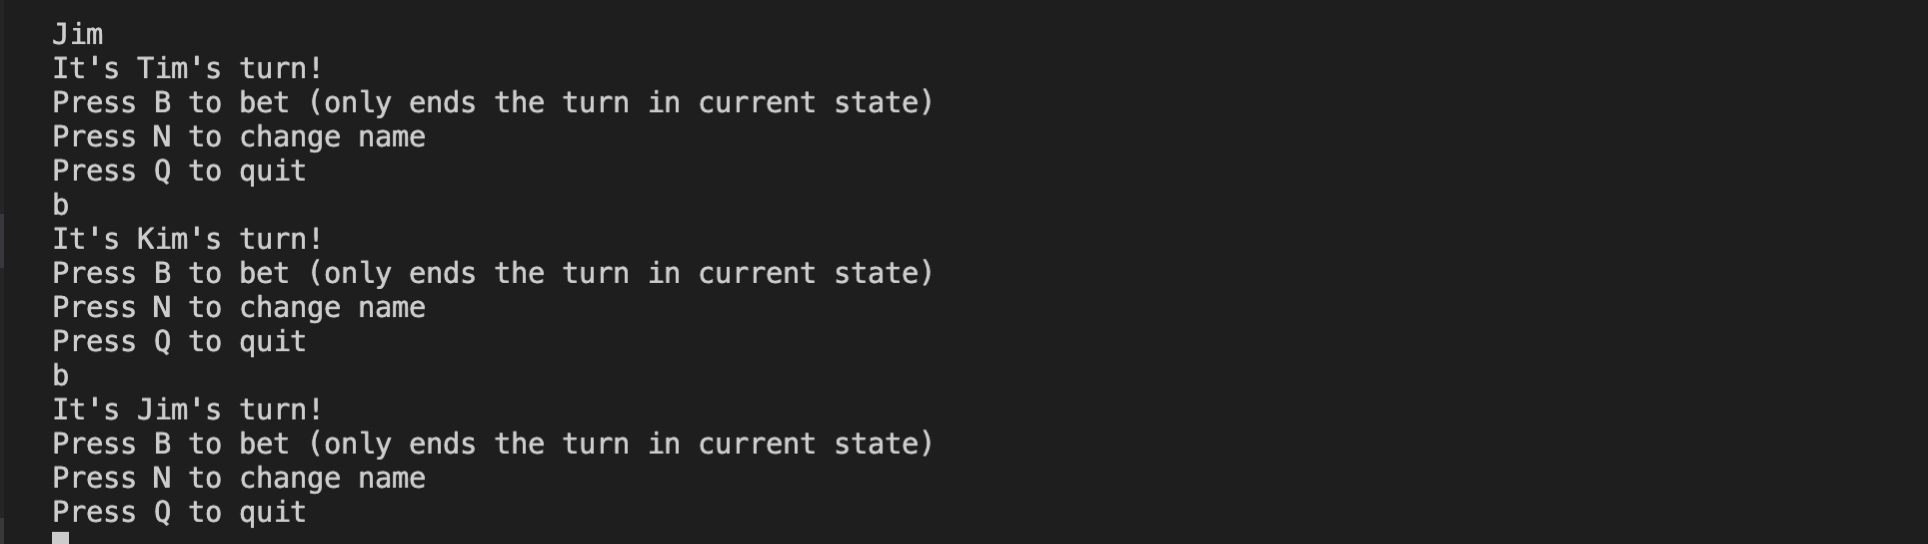 Jim
It's Tim's turn!
Press B to bet (only ends the turn in current state)
Press N to change name
Press Q to quit
b
It's Kim's turn!
Press B to bet (only ends the turn in current state)
Press N to change name
Press Q to quit
b
It's Jim's turn!
Press B to bet (only ends the turn in current state)
Press N to change name
Press Q to quit